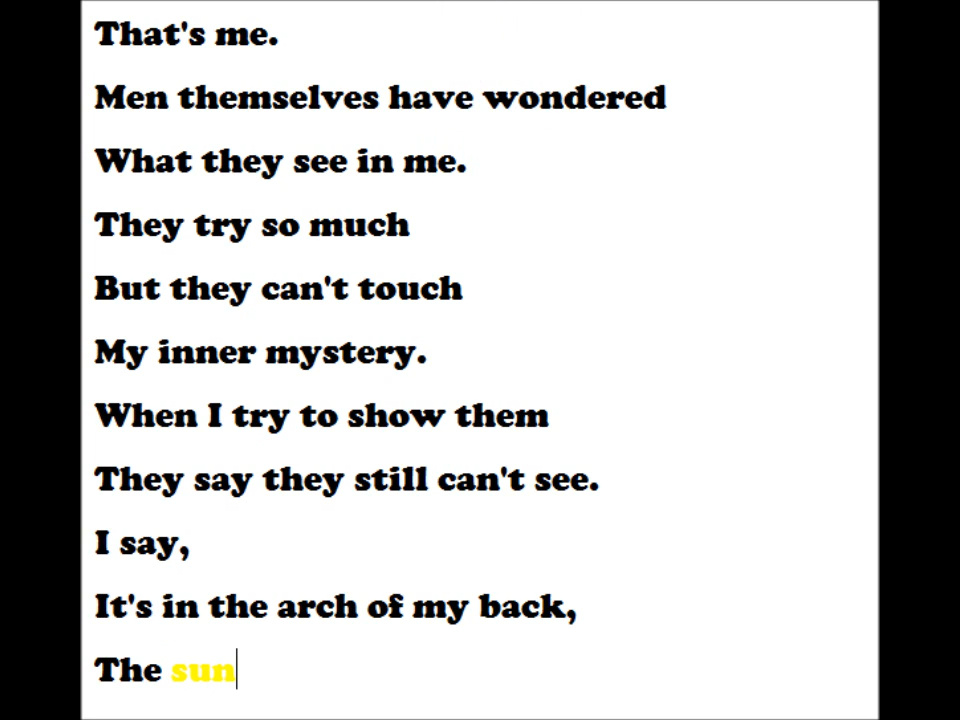 That's me.
Men themselves have wondered
What they see in me.
They try so much
But they can't touch
My inner mystery.
When I try to show them
They say they still can't see.
I say,
It's in the arch of my back,
The sun